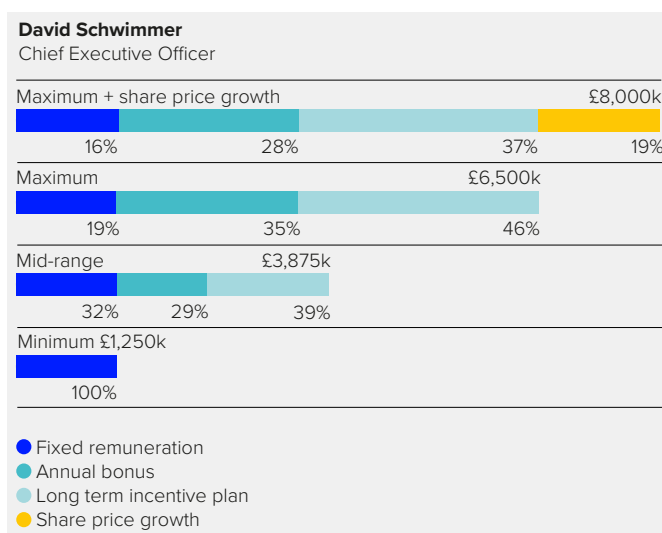 David Schwimmer
Chief Executive Officer
Maximum + share price growth £8,000k
16% 28% 37% 19%
Maximum £6,500k
19% 35% 46%
Mid-range £3,875k
32% 29% 39%
Minimum £1,250k
100%
Fixed remuneration
Annual bonus
Long term incentive plan
Share price growth